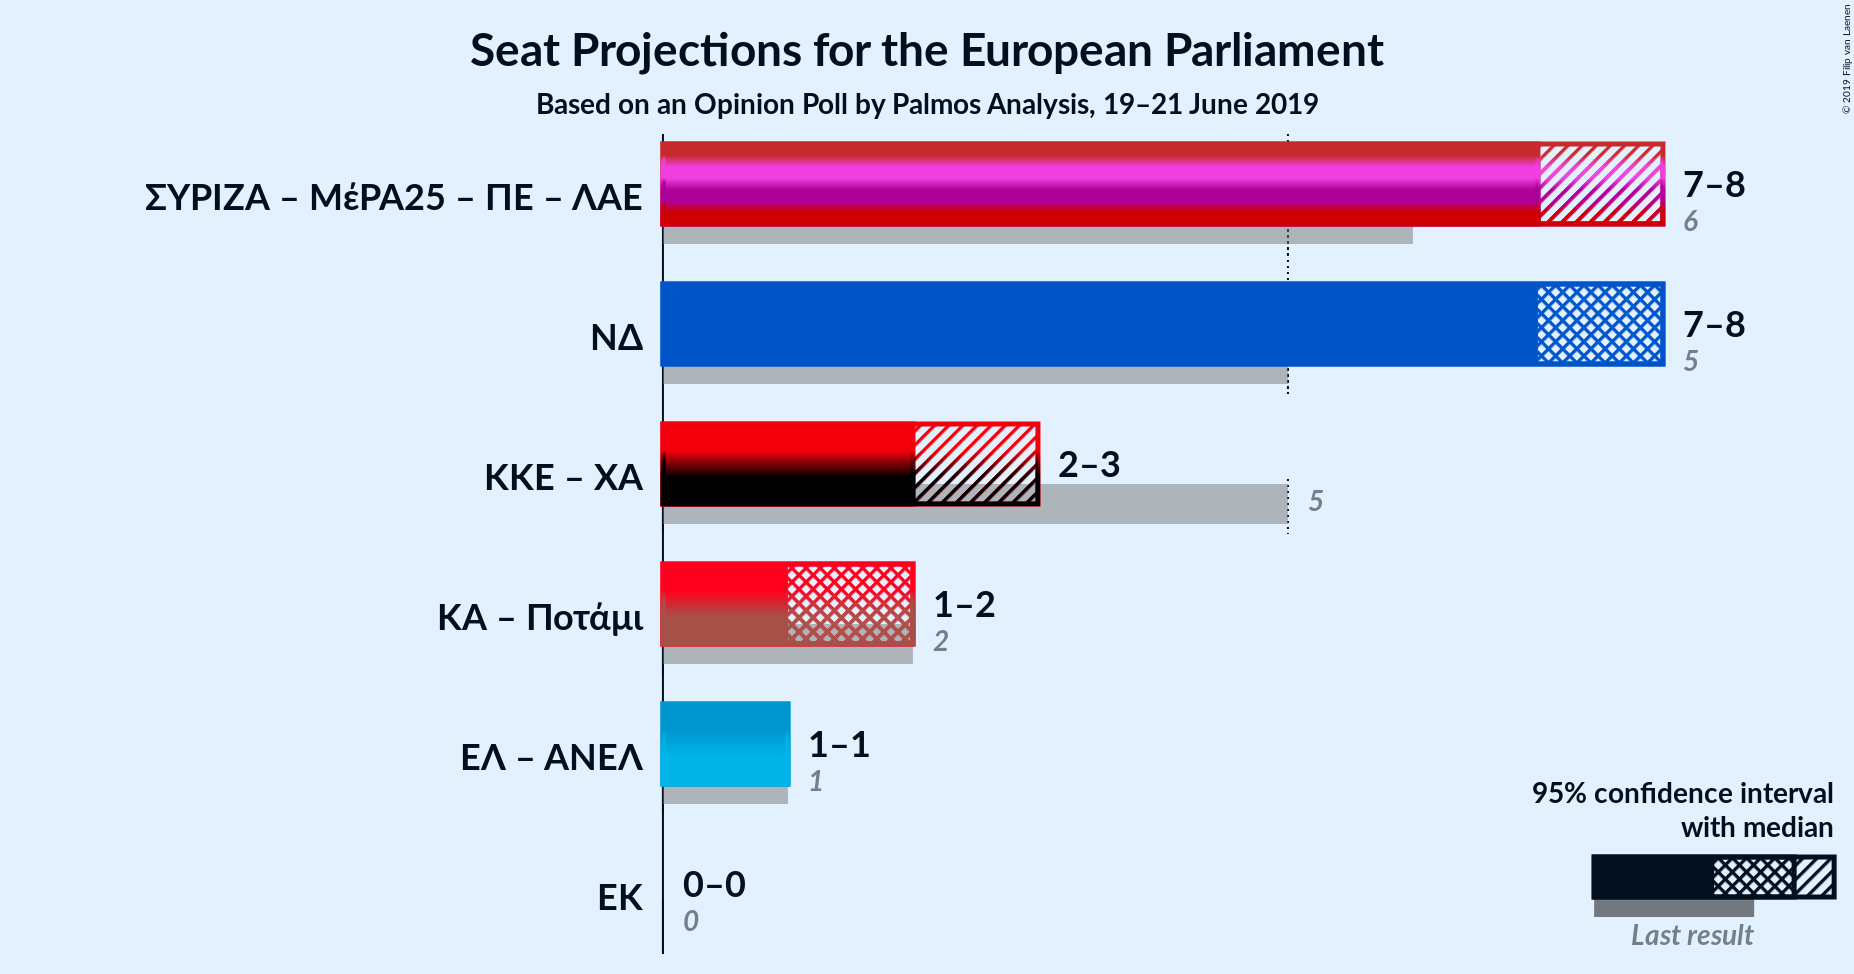 Seat Projections for the European Parliament
Based on an Opinion Poll by Palmos Analysis, 19–21 June 2019
© 2019 Filip van Laenen
ΣΥΡΙΖΑ – ΜέΡΑ25 – ΠΕ – ΛΑΕ
7–8
6
ΝΔ
7–8
5
ΚΚΕ – ΧΑ
2–3
5
ΚΑ – Ποτάμι
1–2
2
ΕΛ – ΑΝΕΛ
1–1
1
ΕΚ
0–0
0
95% confidence interval
with median
Last result